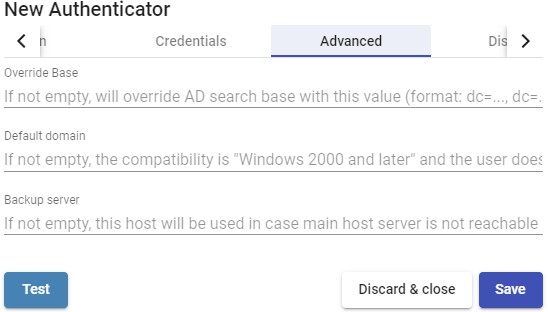 New Authenticator
n Credentials Advanced Dis
Override Base
If not empty, will override AD search base with this value (format: dc=..., dc=.
Default domain
If not empty, the compatibility is "Windows 2000 and later" and the user does
Backup server
If not empty, this host will be used in case main host server is not reachable
Test Discard & close Save